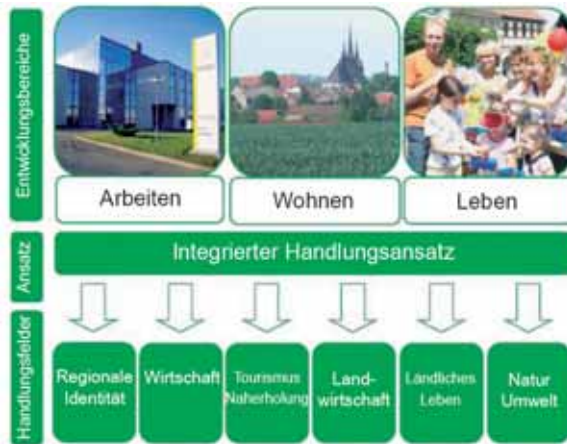 Entwicklungsbereiche
Arbeiten
Wohnen
Leben
Ansatz
Integrierter Handlungsansatz
Handlungsfelder
Regionale
Identität
Wirtschaft
Tourismus
Naherholung
Land-
wirtschaft
Ländliches
Leben
Natur
Umwelt